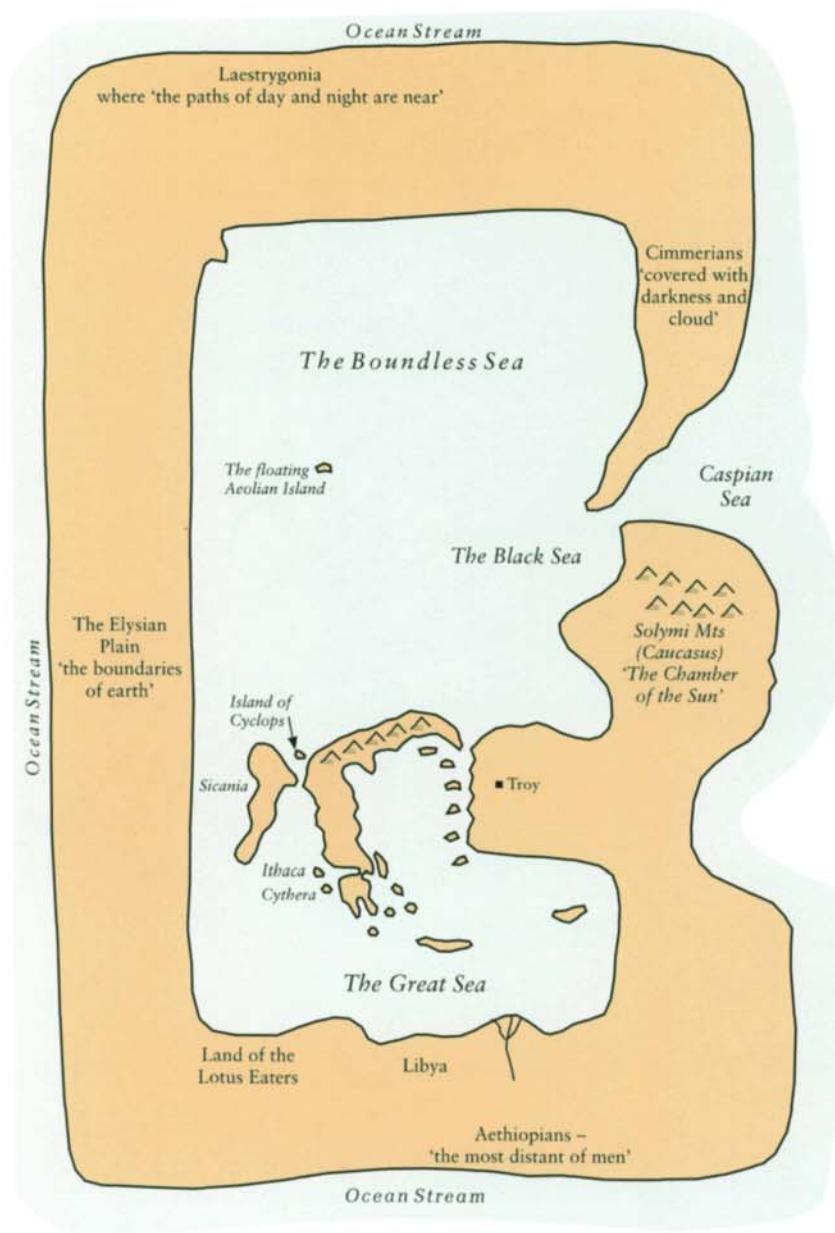 Ocean Stream
Laestrygonia
where ‘the paths of day and night are near’
Cimmerians
‘covered with
darkness and
cloud’
The Boundless Sea
The floating
Aeolian Island
Caspian
Sea
The Black Sea
Solymi Mts
(Caucasus)
‘The Chamber
of the Sun’
The Elysian
Plain
‘the boundaries
of earth’
Ocean Stream
Island of
Cyclops
Sicania
Troy
Ithaca
Cythera
The Great Sea
Land of the
Lotus Eaters
Libya
Aethiopians –
‘the most distant of men’
Ocean Stream